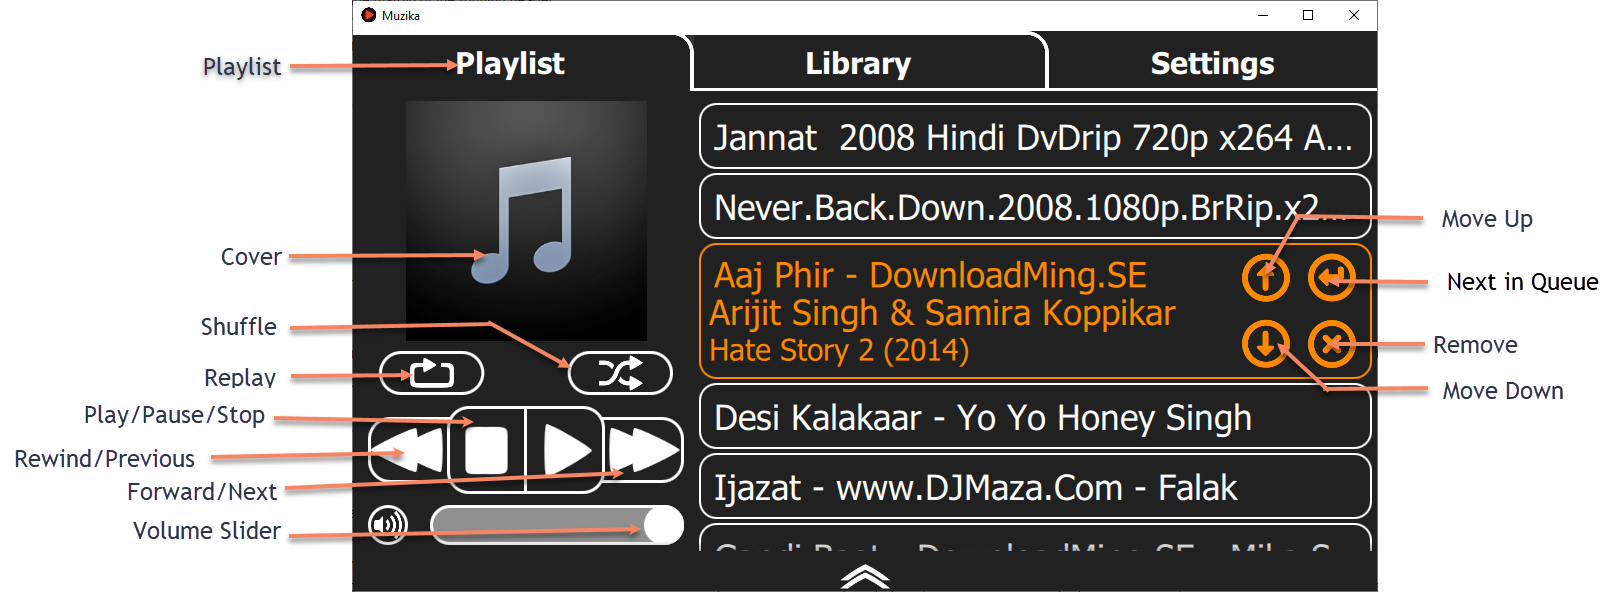 Muzika
Playlist
Playlist
Library
Settings
Jannat  2008 Hindi DvDrip 720p x264 A...
Never.Back.Down.2008.1080p.BrRip.x2...
Move Up
Cover
Aaj Phir - DownloadMing.SE
Next in Queue
Arijit Singh & Samira Koppikar
Shuffle
Hate Story 2 (2014)
Remove
Replay
Move Down
Play/Pause/Stop
Desi Kalakaar - Yo Yo Honey Singh
Rewind/Previous
Forward/Next
Ijazat - www.DJMaza.Com - Falak
Volume Slider